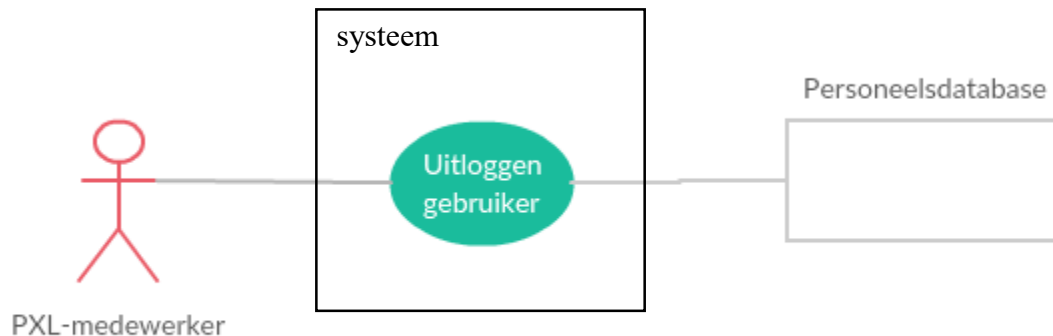 systeem
Personeelsdatabase
Uitloggen
gebruiker
PXL-medewerker